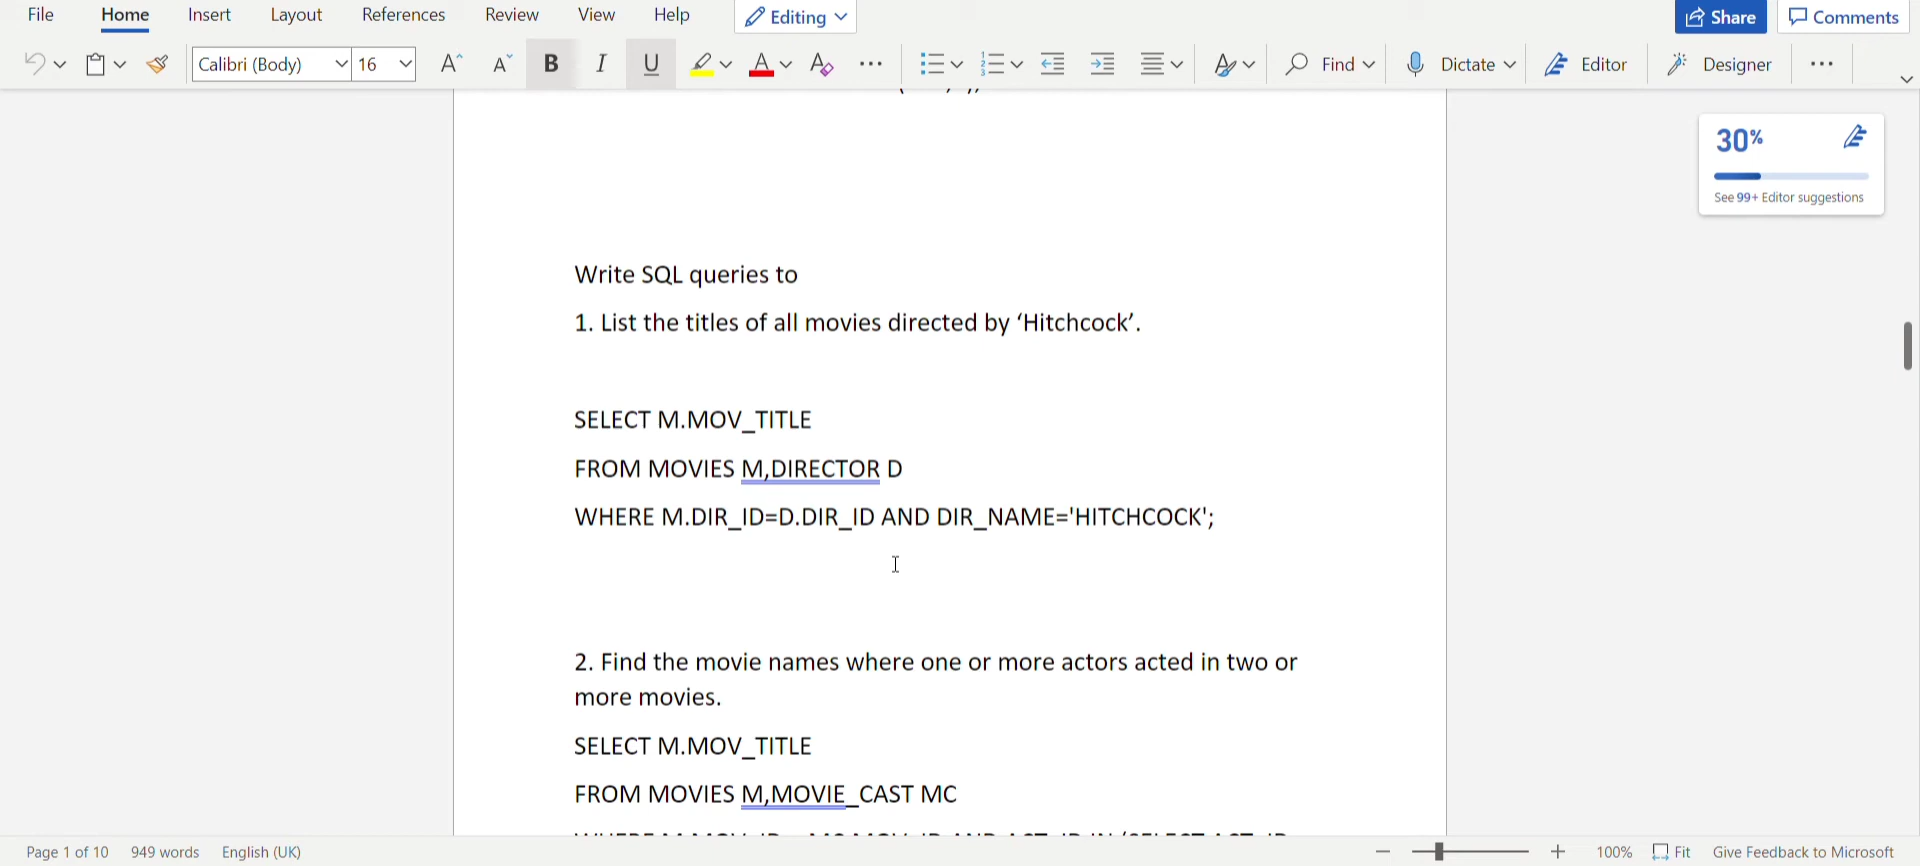 File Home Insert Layout References Review View Help Editing
Share Comments
Calibri (Body) 16 A A B I U A A Find Dictate Editor Designer
30%
See 99+ Editor suggestions
Write SQL queries to
1. List the titles of all movies directed by ‘Hitchcock’.
SELECT M.MOV_TITLE
FROM MOVIES M,DIRECTOR D
WHERE M.DIR_ID=D.DIR_ID AND DIR_NAME='HITCHCOCK';
2. Find the movie names where one or more actors acted in two or
more movies.
SELECT M.MOV_TITLE
FROM MOVIES M,MOVIE_CAST MC
Page 1 of 10 949 words English (UK) 100% Fit Give Feedback to Microsoft